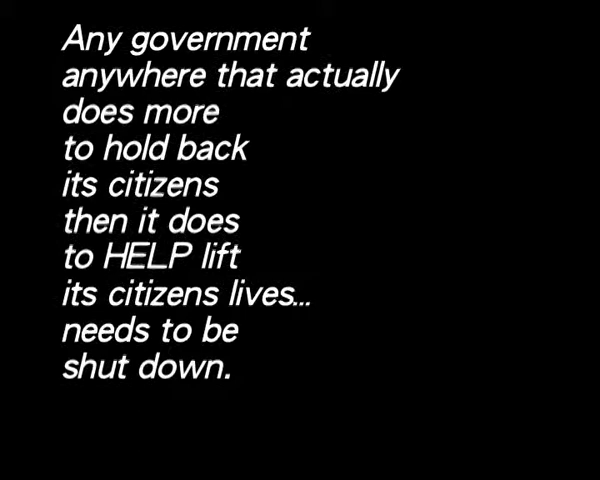 Any government
anywhere that actually
does more
to hold back
its citizens
then it does
to HELP lift
its citizens lives...
needs to be
shut down.